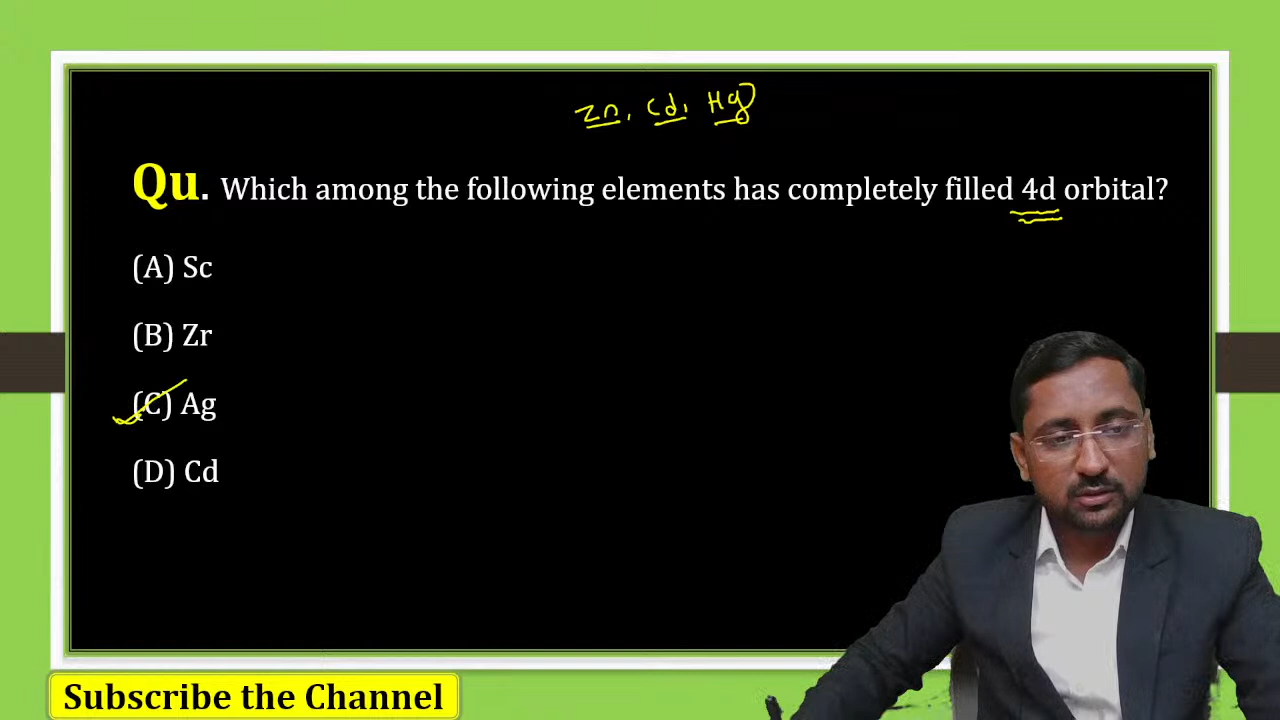 Zn, Cd, Hg
Qu. Which among the following elements has completely filled 4d orbital?
(A) Sc
(B) Zr
(C) Ag
(D) Cd
Subscribe the Channel